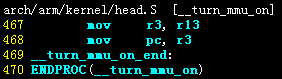 arch/arm/kernel/head.S [__turn_mmu_on]
467 mov r3, r13
468 mov pc, r3
469 __turn_mmu_on_end:
470 ENDPROC(__turn_mmu_on)